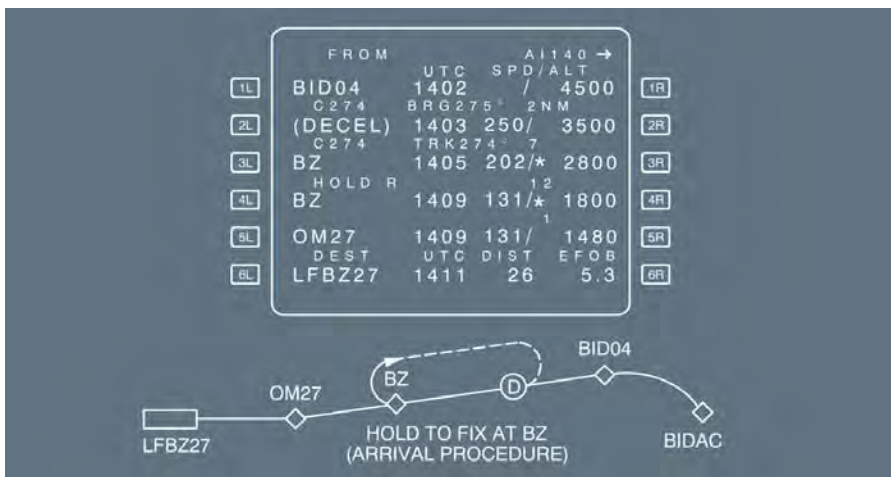 FROM AI140 →
UTC SPD/ALT
1L BID04 1402 / 4500 1R
C274 BRG275° 2NM
2L (DECEL) 1403 250/ 3500 2R
C274 TRK274° 7
3L BZ 1405 202/* 2800 3R
HOLD R 12
4L BZ 1409 131/* 1800 4R
1
5L OM27 1409 131/ 1480 5R
DEST UTC DIST EFOB
6L LFBZ27 1411 26 5.3 6R
BID04
BZ
D
OM27
LFBZ27
HOLD TO FIX AT BZ
(ARRIVAL PROCEDURE)
BIDAC